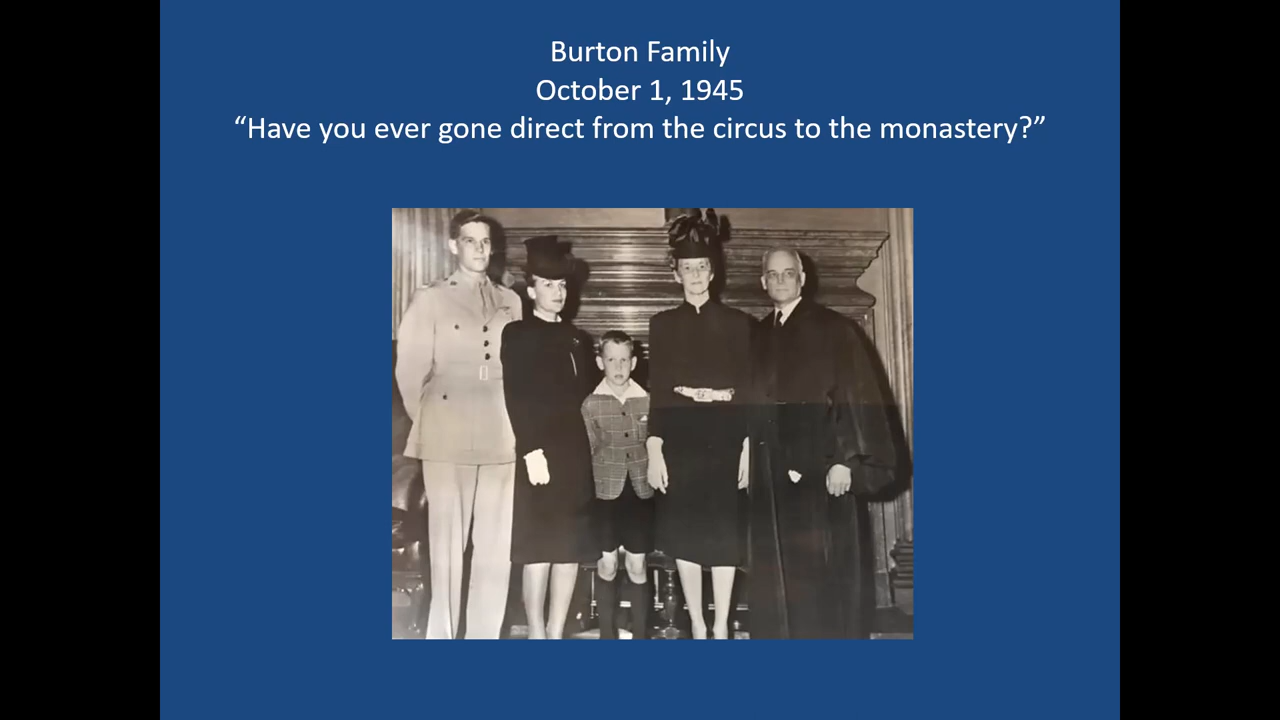 Burton Family
October 1, 1945
“Have you ever gone direct from the circus to the monastery?”